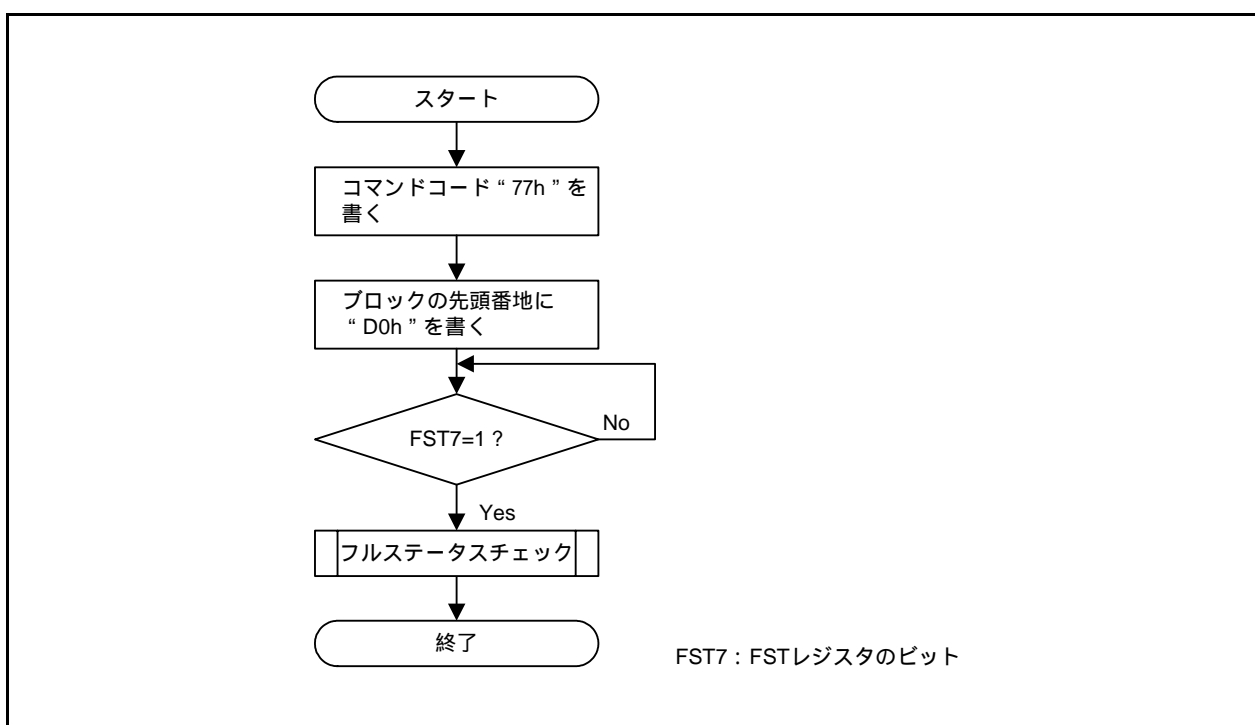 スタート
コマンドコード“77h”を
書く
ブロックの先頭番地に
“D0h”を書く
FST7=1 ?
No
Yes
フルステータスチェック
終了
FST7 : FSTレジスタのビット